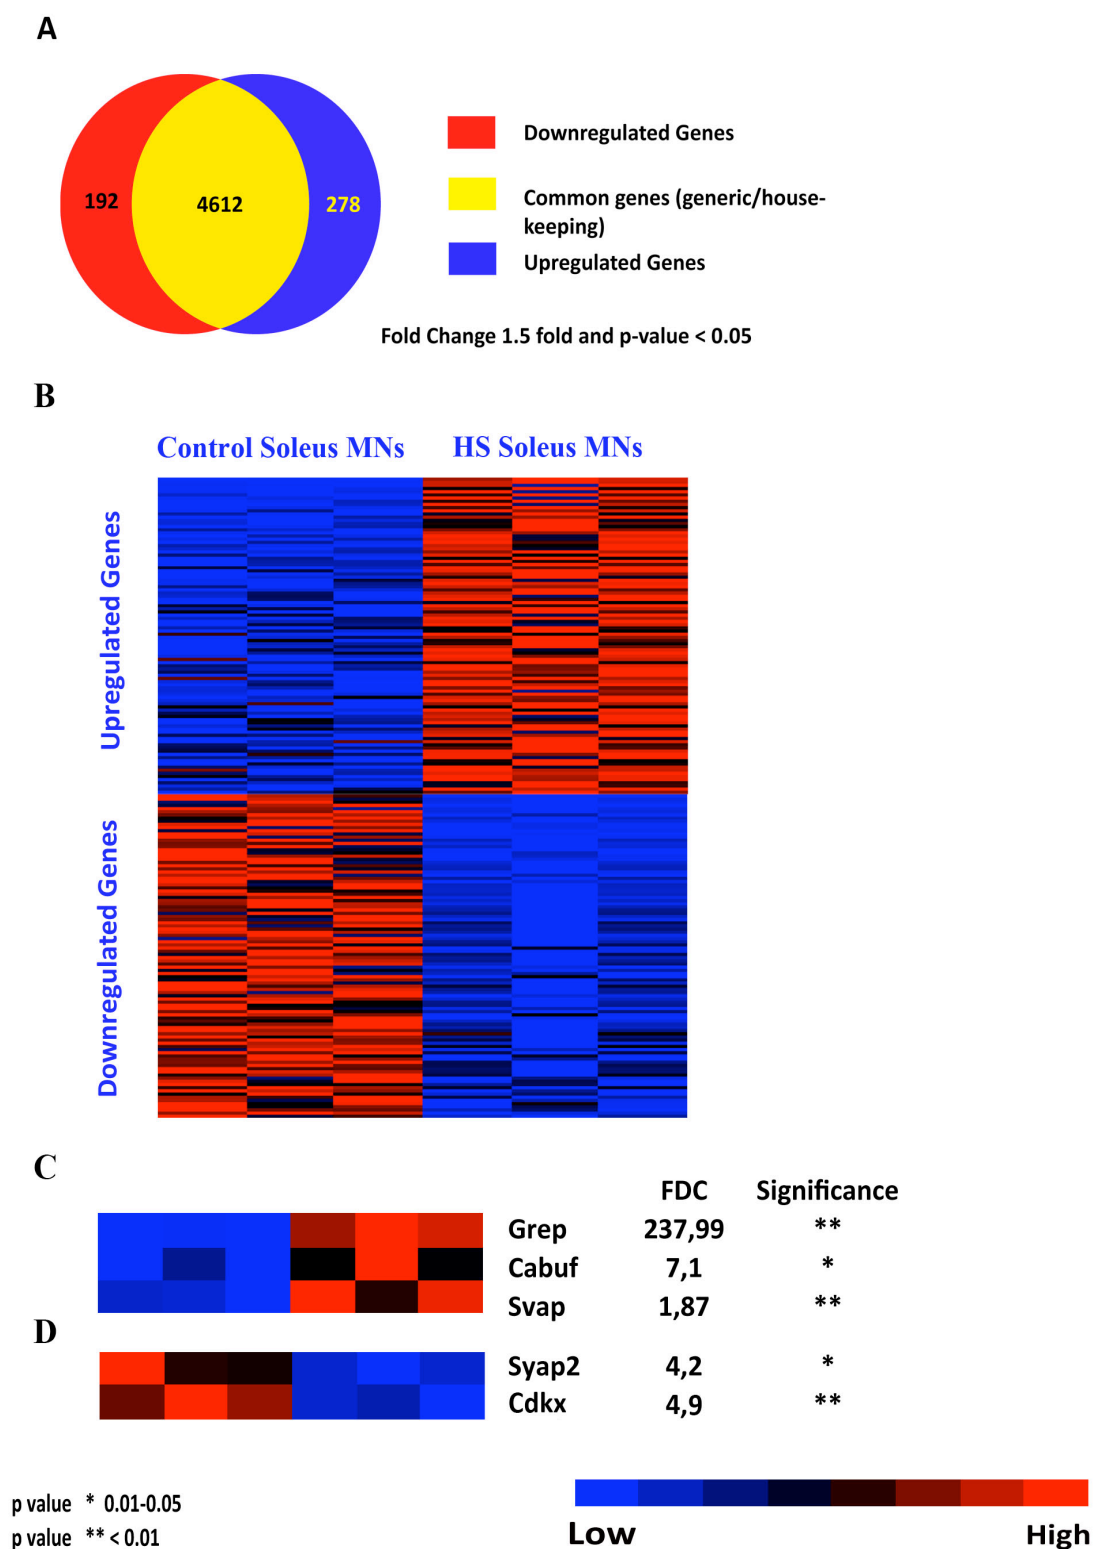 A
192
4612
278
Downregulated Genes
Common genes (generic/house-
keeping)
Upregulated Genes
Fold Change 1.5 fold and p-value < 0.05
B
Control Soleus MNs
HS Soleus MNs
Upregulated Genes
Downregulated Genes
C
FDC Significance
Grep 237,99 **
Cabuf 7,1 *
Svap 1,87 **
D
Syap2 4,2 *
Cdkx 4,9 **
p value * 0.01-0.05
p value ** < 0.01
Low
High